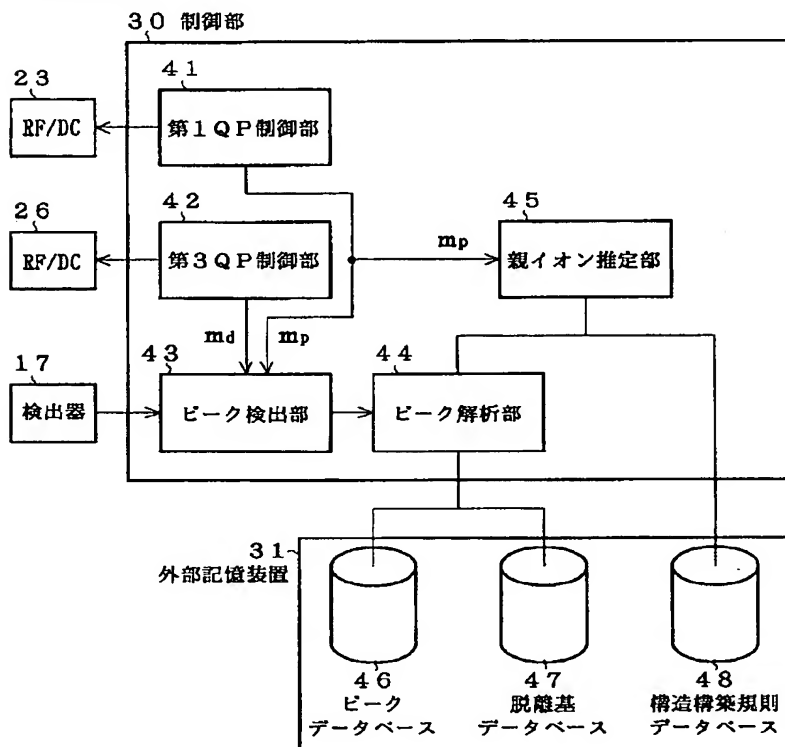 ３０ 制御部
４１
２３
RF/DC
第１ＱＰ制御部
４２
２６
RF/DC
第３ＱＰ制御部
４５
mp
親イオン推定部
md
mp
４３
４４
１７
検出器
ピーク検出部
ピーク解析部
３１
外部記憶装置
４６
４７
４８
ピーク
データベース
脱離基
データベース
構造構築規則
データベース